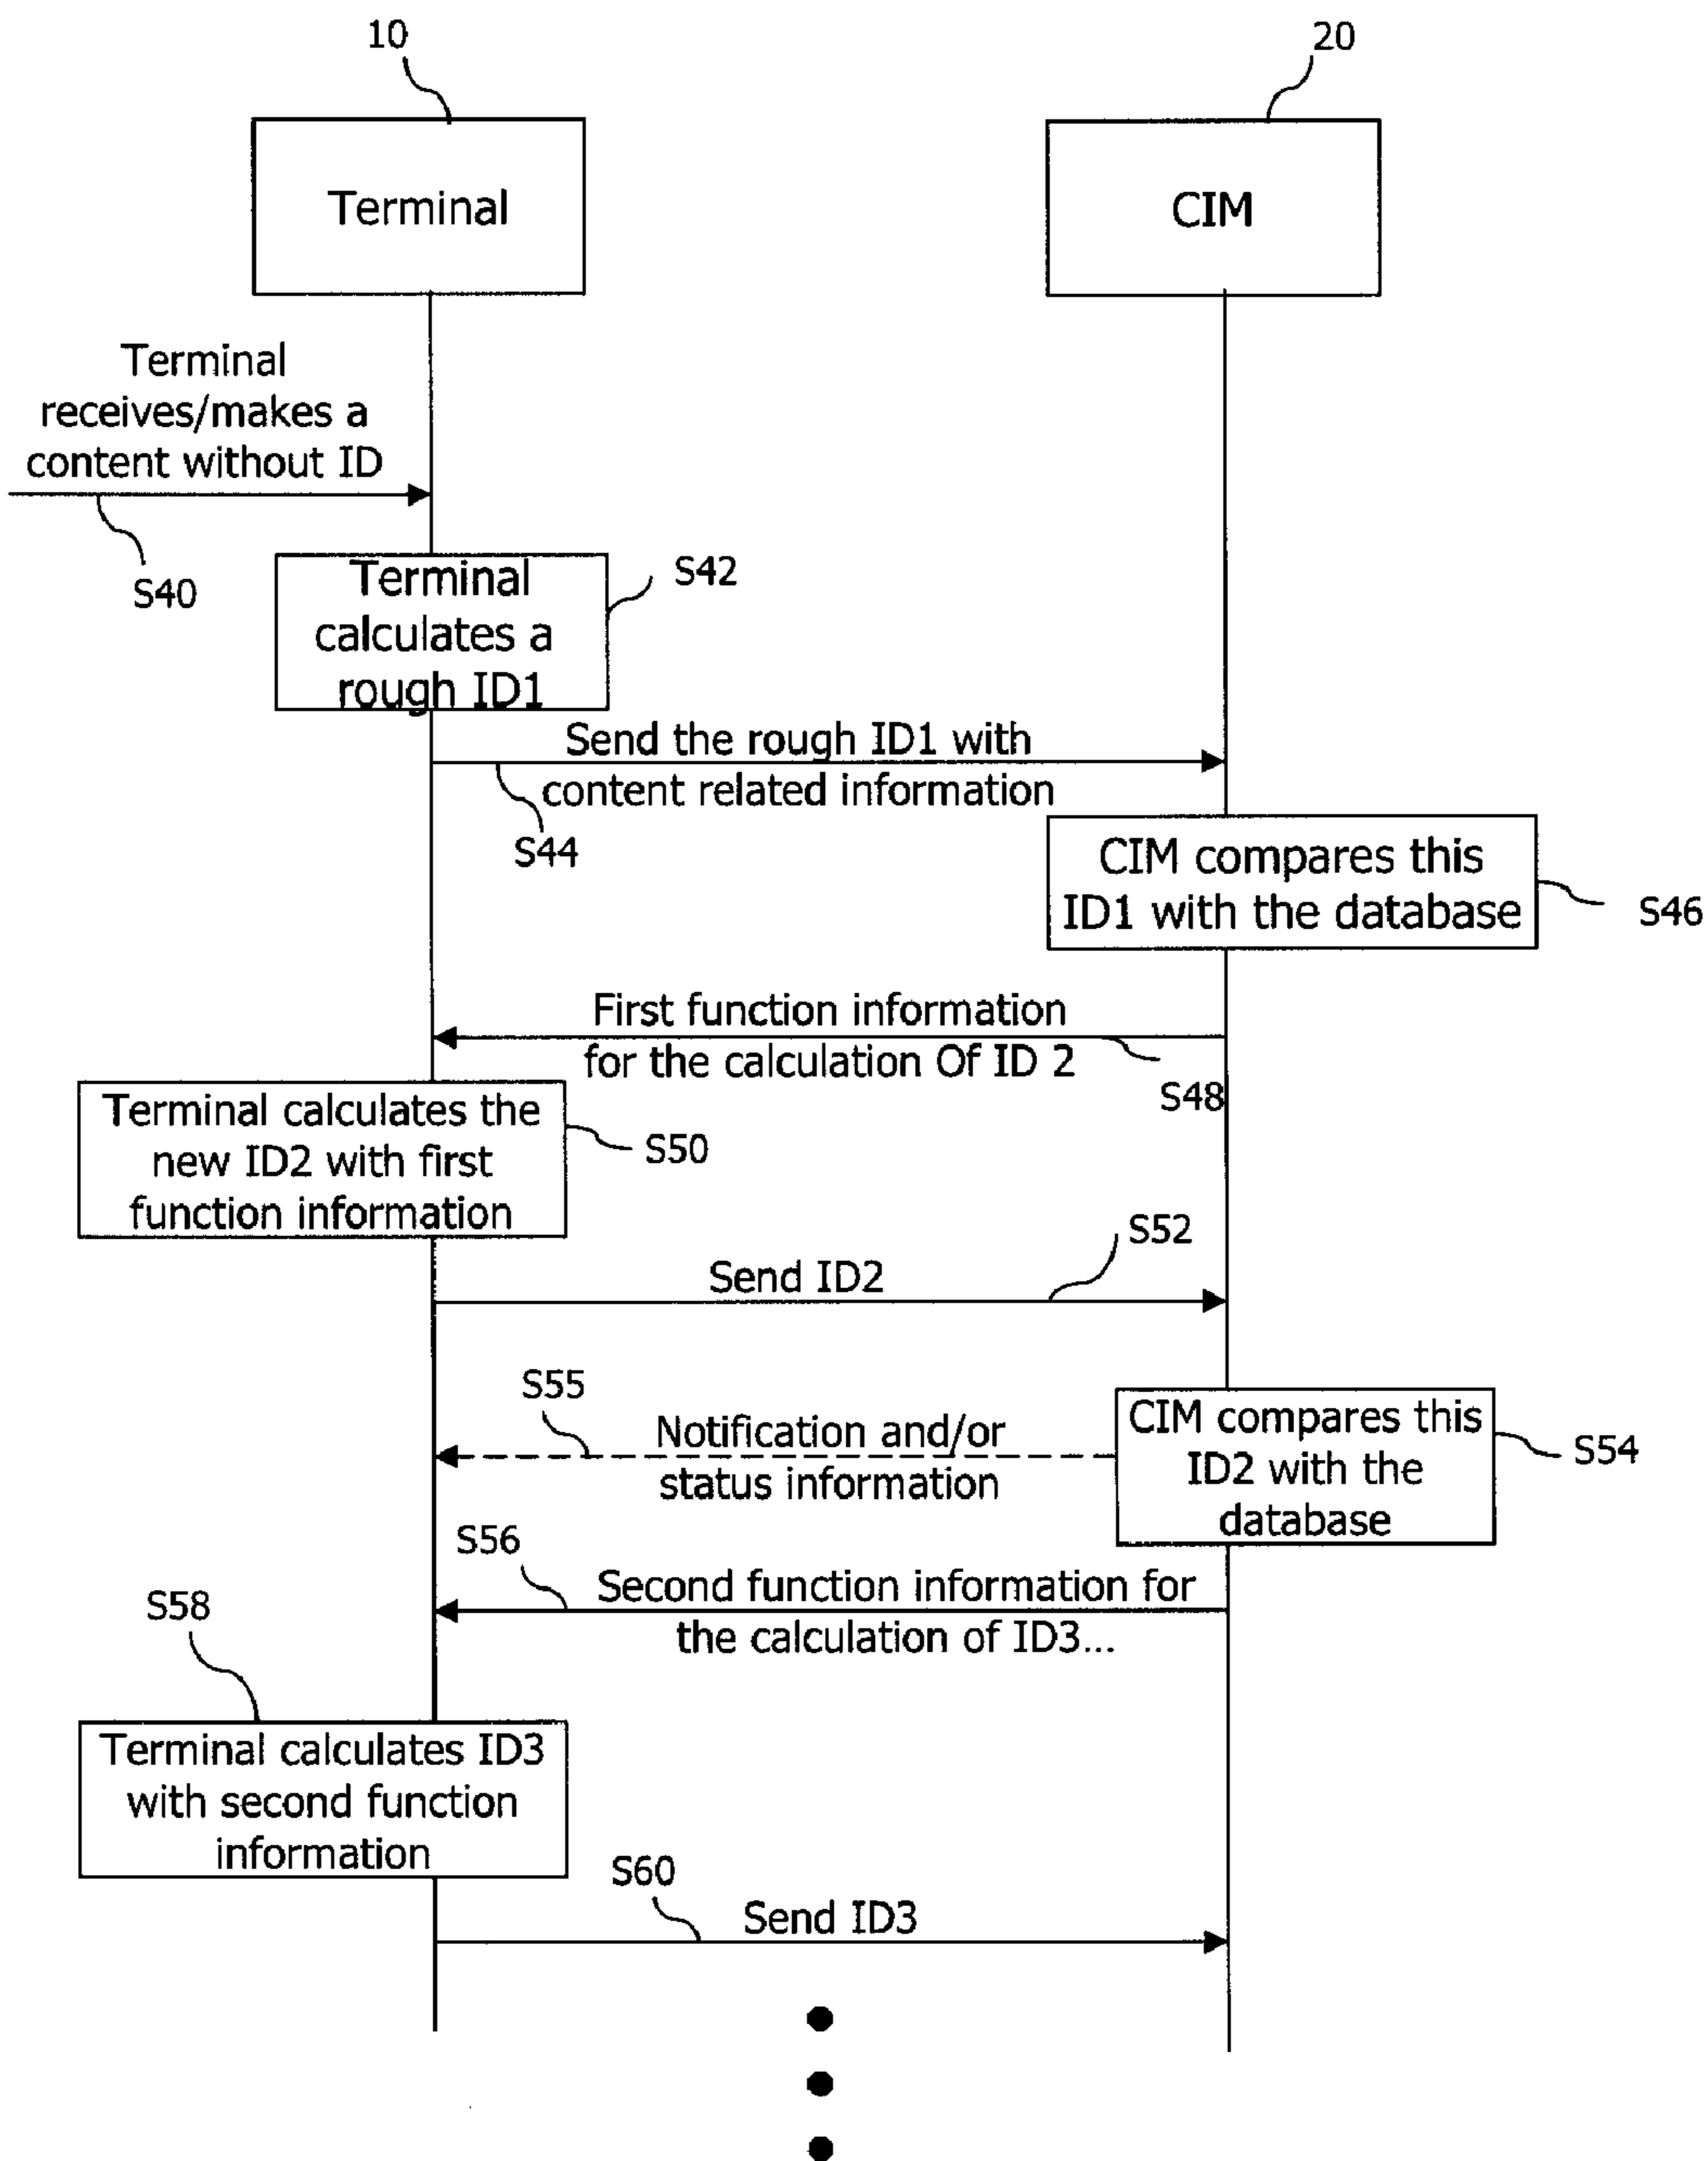 10
20
Terminal
CIM
Terminal
receives/makes a
content without ID
S40
Terminal
calculates a
rough ID1
S42
Send the rough ID1 with
content related information
S44
CIM compares this
ID1 with the database
S46
First function information
for the calculation Of ID 2
S48
Terminal calculates the
new ID2 with first
function information
S50
S52
Send ID2
S55
Notification and/or
status information
CIM compares this
ID2 with the
database
S54
S56
Second function information for
the calculation of ID3...
S58
Terminal calculates ID3
with second function
information
S60
Send ID3